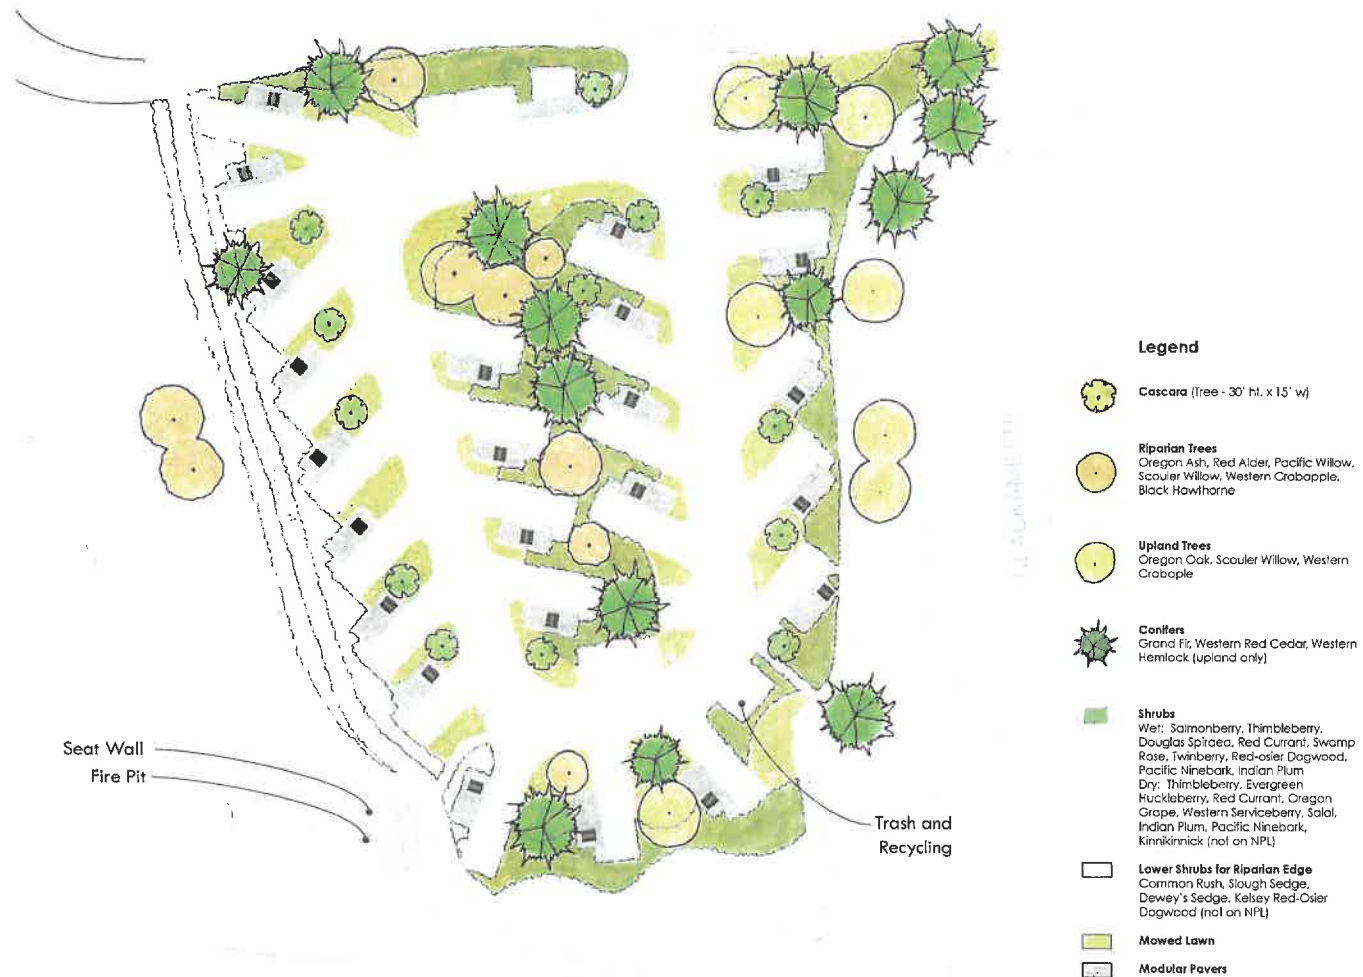 Legend
Cascara (Tree - 30' ht. x 15' w)
Riparian Trees
Oregon Ash, Red Alder, Pacific Willow,
Scouler Willow, Western Crabapple,
Black Hawthorne
Upland Trees
Oregon Oak, Scouler Willow, Western
Crabaple
Conifers
Grand Fir, Western Red Cedar, Western
Hemlock (upland only)
Shrubs
Wet: Salmonberry, Thimbleberry,
Douglas Spiraea, Red Currant, Swamp
Rose, Twinberry, Red-osier Dogwood,
Pacific Ninebark, Indian Plum
Dry: Thimbleberry, Evergreen
Huckleberry, Red Currant, Oregon
Grape, Western Serviceberry, Salal,
Indian Plum, Pacific Ninebark,
Kinnikinnick (not on NPL)
Lower Shrubs for Riparian Edge
Common Rush, Slough Sedge,
Dewey's Sedge, Kelsey Red-Osier
Dogwood (not on NPL)
Mowed Lawn
Modular Pavers
Seat Wall
Fire Pit
Trash and
Recycling